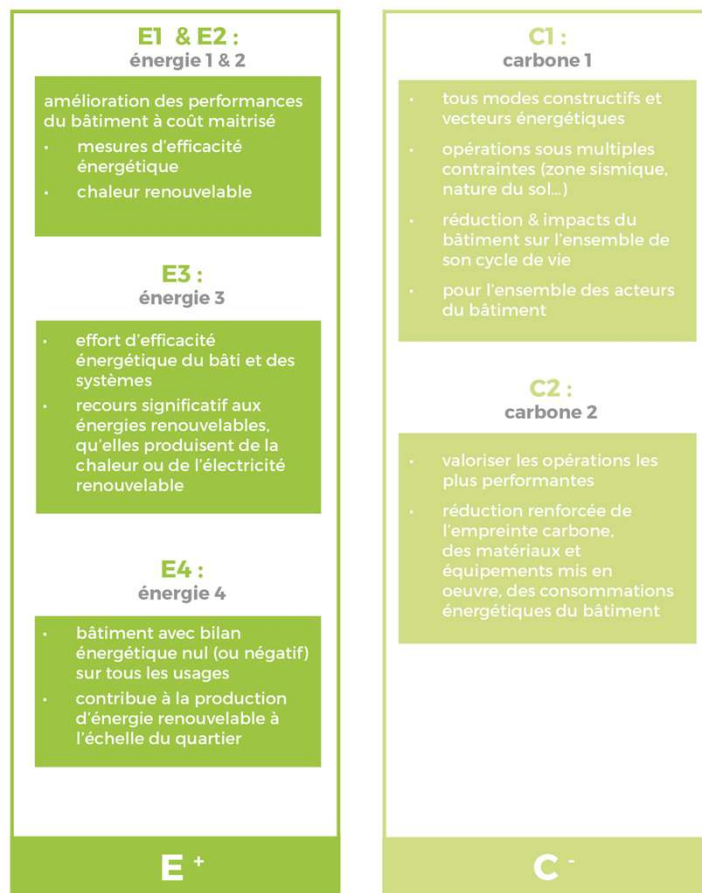 E1 & E2 :
énergie 1 & 2
amélioration des performances
du bâtiment à coût maitrisé
• mesures d'efficacité
énergétique
• chaleur renouvelable
E3 :
énergie 3
• effort d'efficacité
énergétique du bâti et des
systèmes
• recours significatif aux
énergies renouvelables,
qu'elles produisent de la
chaleur ou de l'électricité
renouvelable
E4 :
énergie 4
• bâtiment avec bilan
énergétique nul (ou négatif)
sur tous les usages
• contribue à la production
d'énergie renouvelable à
l'échelle du quartier
E +
C1 :
carbone 1
• tous modes constructifs et
vecteurs énergétiques
• opérations sous multiples
contraintes (zone sismique,
nature du sol...)
• réduction & impacts du
bâtiment sur l'ensemble de
son cycle de vie
• pour l'ensemble des acteurs
du bâtiment
C2 :
carbone 2
• valoriser les opérations les
plus performantes
• réduction renforcée de
l'empreinte carbone,
des matériaux et
équipements mis en
oeuvre, des consommations
énergétiques du bâtiment
C -